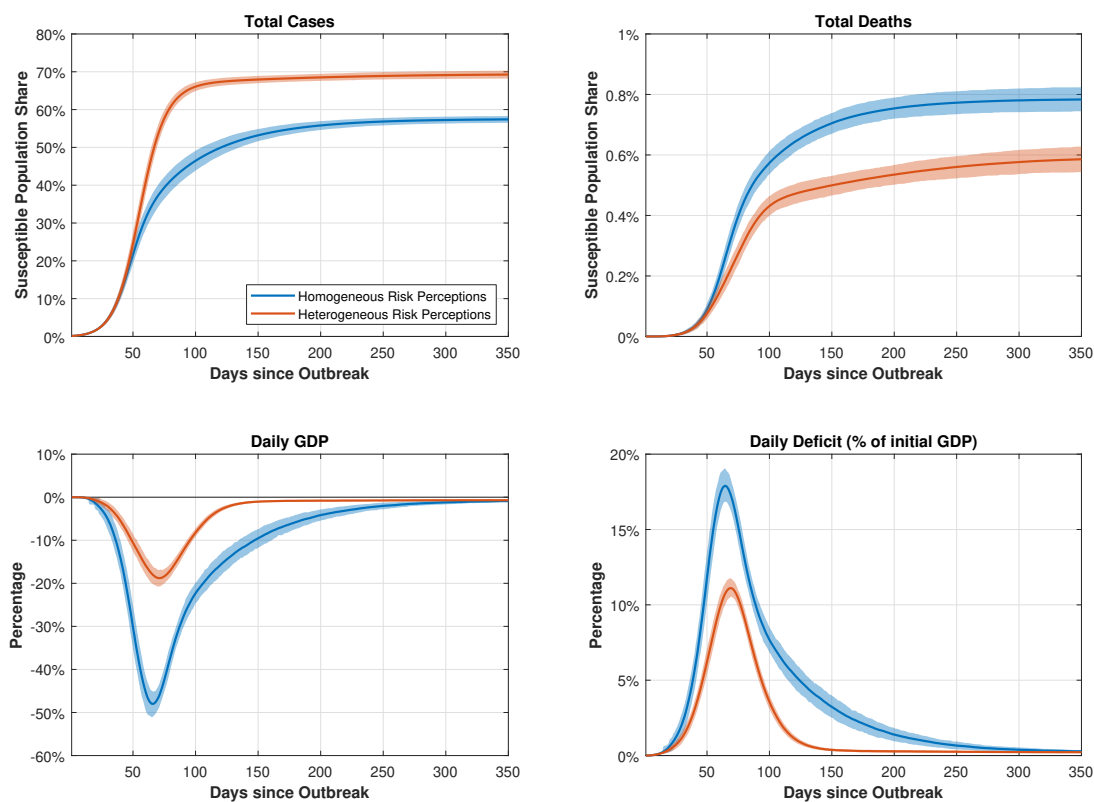 Total Cases
80%
70%
60%
50%
40%
30%
20%
10%
0%
Susceptible Population Share
Homogeneous Risk Perceptions
Heterogeneous Risk Perceptions
50 100 150 200 250 300 350
Days since Outbreak
Total Deaths
1%
0.8%
0.6%
0.4%
0.2%
0%
Susceptible Population Share
50 100 150 200 250 300 350
Days since Outbreak
Daily GDP
10%
0%
-10%
-20%
-30%
-40%
-50%
-60%
Percentage
50 100 150 200 250 300 350
Days since Outbreak
Daily Deficit (% of initial GDP)
20%
15%
10%
5%
0%
Percentage
50 100 150 200 250 300 350
Days since Outbreak